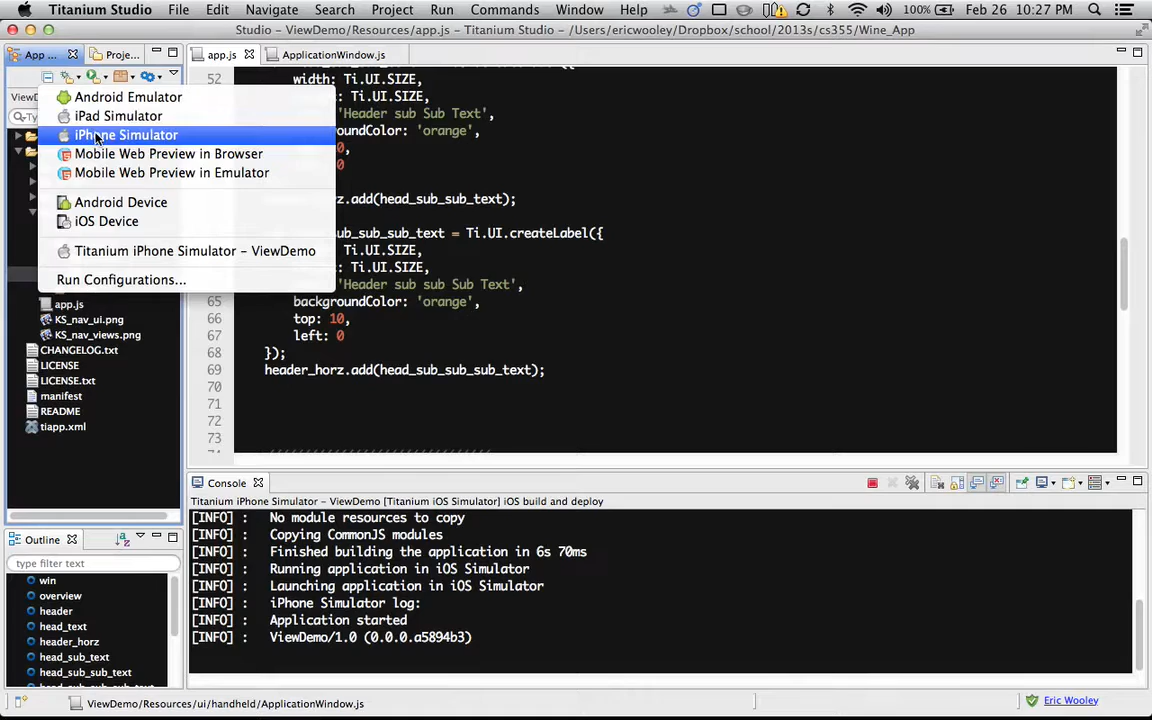 Titanium Studio File Edit Navigate Search Project Run Commands Window Help 100% Feb 26 10:27 PM
Studio – ViewDemo/Resources/app.js – Titanium Studio – /Users/ericwooley/Dropbox/school/2013s/cs355/Wine_App
App ... Proje... app.js ApplicationWindow.js
Android Emulator
iPad Simulator
iPhone Simulator
Mobile Web Preview in Browser
Mobile Web Preview in Emulator
Android Device
iOS Device
Titanium iPhone Simulator – ViewDemo
Run Configurations...
app.js
KS_nav_ui.png
KS_nav_views.png
CHANGELOG.txt
LICENSE
LICENSE.txt
manifest
README
tiapp.xml
52
width: Ti.UI.SIZE,
: Ti.UI.SIZE,
'Header sub Sub Text',
oundColor: 'orange',
0,
0
rz.add(head_sub_sub_text);
_sub_sub_text = Ti.UI.createLabel({
Ti.UI.SIZE,
: Ti.UI.SIZE,
'Header sub Sub Text',
65 backgroundColor: 'orange',
66 top: 10,
67 left: 0
68 });
69 header_horz.add(head_sub_sub_sub_text);
70
71
72
73
Console
Titanium iPhone Simulator – ViewDemo [Titanium iOS Simulator] iOS build and deploy
[INFO] : No module resources to copy
[INFO] : Copying CommonJS modules
[INFO] : Finished building the application in 6s 70ms
[INFO] : Running application in iOS Simulator
[INFO] : Launching application in iOS Simulator
[INFO] : iPhone Simulator log:
[INFO] : Application started
[INFO] : ViewDemo/1.0 (0.0.0.a5894b3)
Outline
type filter text
win
overview
header
head_text
header_horz
head_sub_text
head_sub_sub_text
ViewDemo/Resources/ui/handheld/ApplicationWindow.js
Eric Wooley